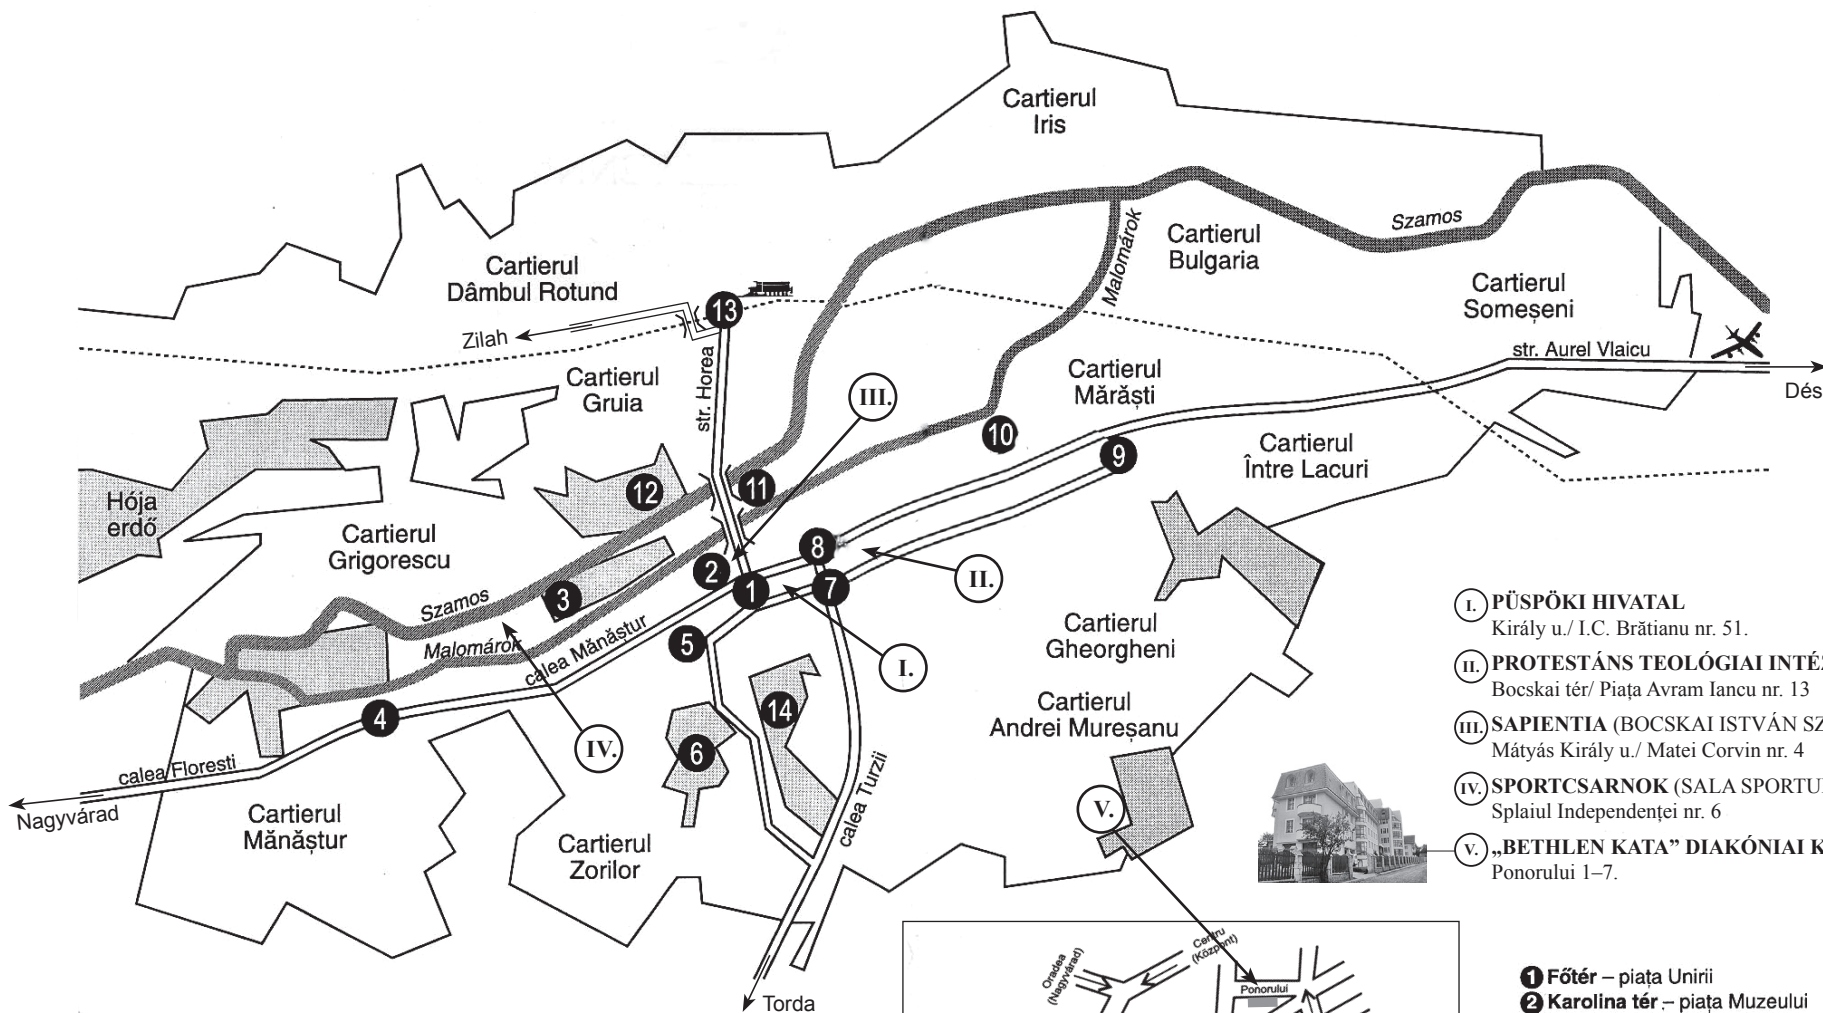 Cartierul
Iris
Szamos
Malomárok
Cartierul
Bulgaria
Cartierul
Dâmbul Rotund
Cartierul
Someșeni
13
Zilah
str. Aurel Vlaicu
Dés
Cartierul
Gruia
str. Horea
III.
Cartierul
Mărăști
10
9
Cartierul
Între Lacuri
Hója
erdő
12
11
Cartierul
Grigorescu
8
2
1
7
II.
3
Szamos
Malomárok
calea Mănăștur
5
I.
Cartierul
Gheorgheni
Cartierul
Andrei Mureșanu
4
14
6
IV.
calea Floresti
Nagyvárad
Cartierul
Mănăștur
Cartierul
Zorilor
calea Turzii
Torda
V.
I. PÜSPÖKI HIVATAL
Király u./ I.C. Brătianu nr. 51.
II. PROTESTÁNS TEOLÓGIAI
Bocskai tér/ Piața Avram Iancu nr. 13
III. SAPIENTIA (BOCSKAI ISTVÁN
Mátyás Király u./ Matei Corvin nr. 4
IV. SPORTCSARNOK (SALA
Splaiul Independenței nr. 6
V. „BETHLEN KATA” DIAKÓNIAI
Ponorului 1–7.
Oradea
(Nagyvárad)
Centru
(Központ)
Ponorului
1 Főtér – piața Unirii
2 Karolina tér – piața Muzeului